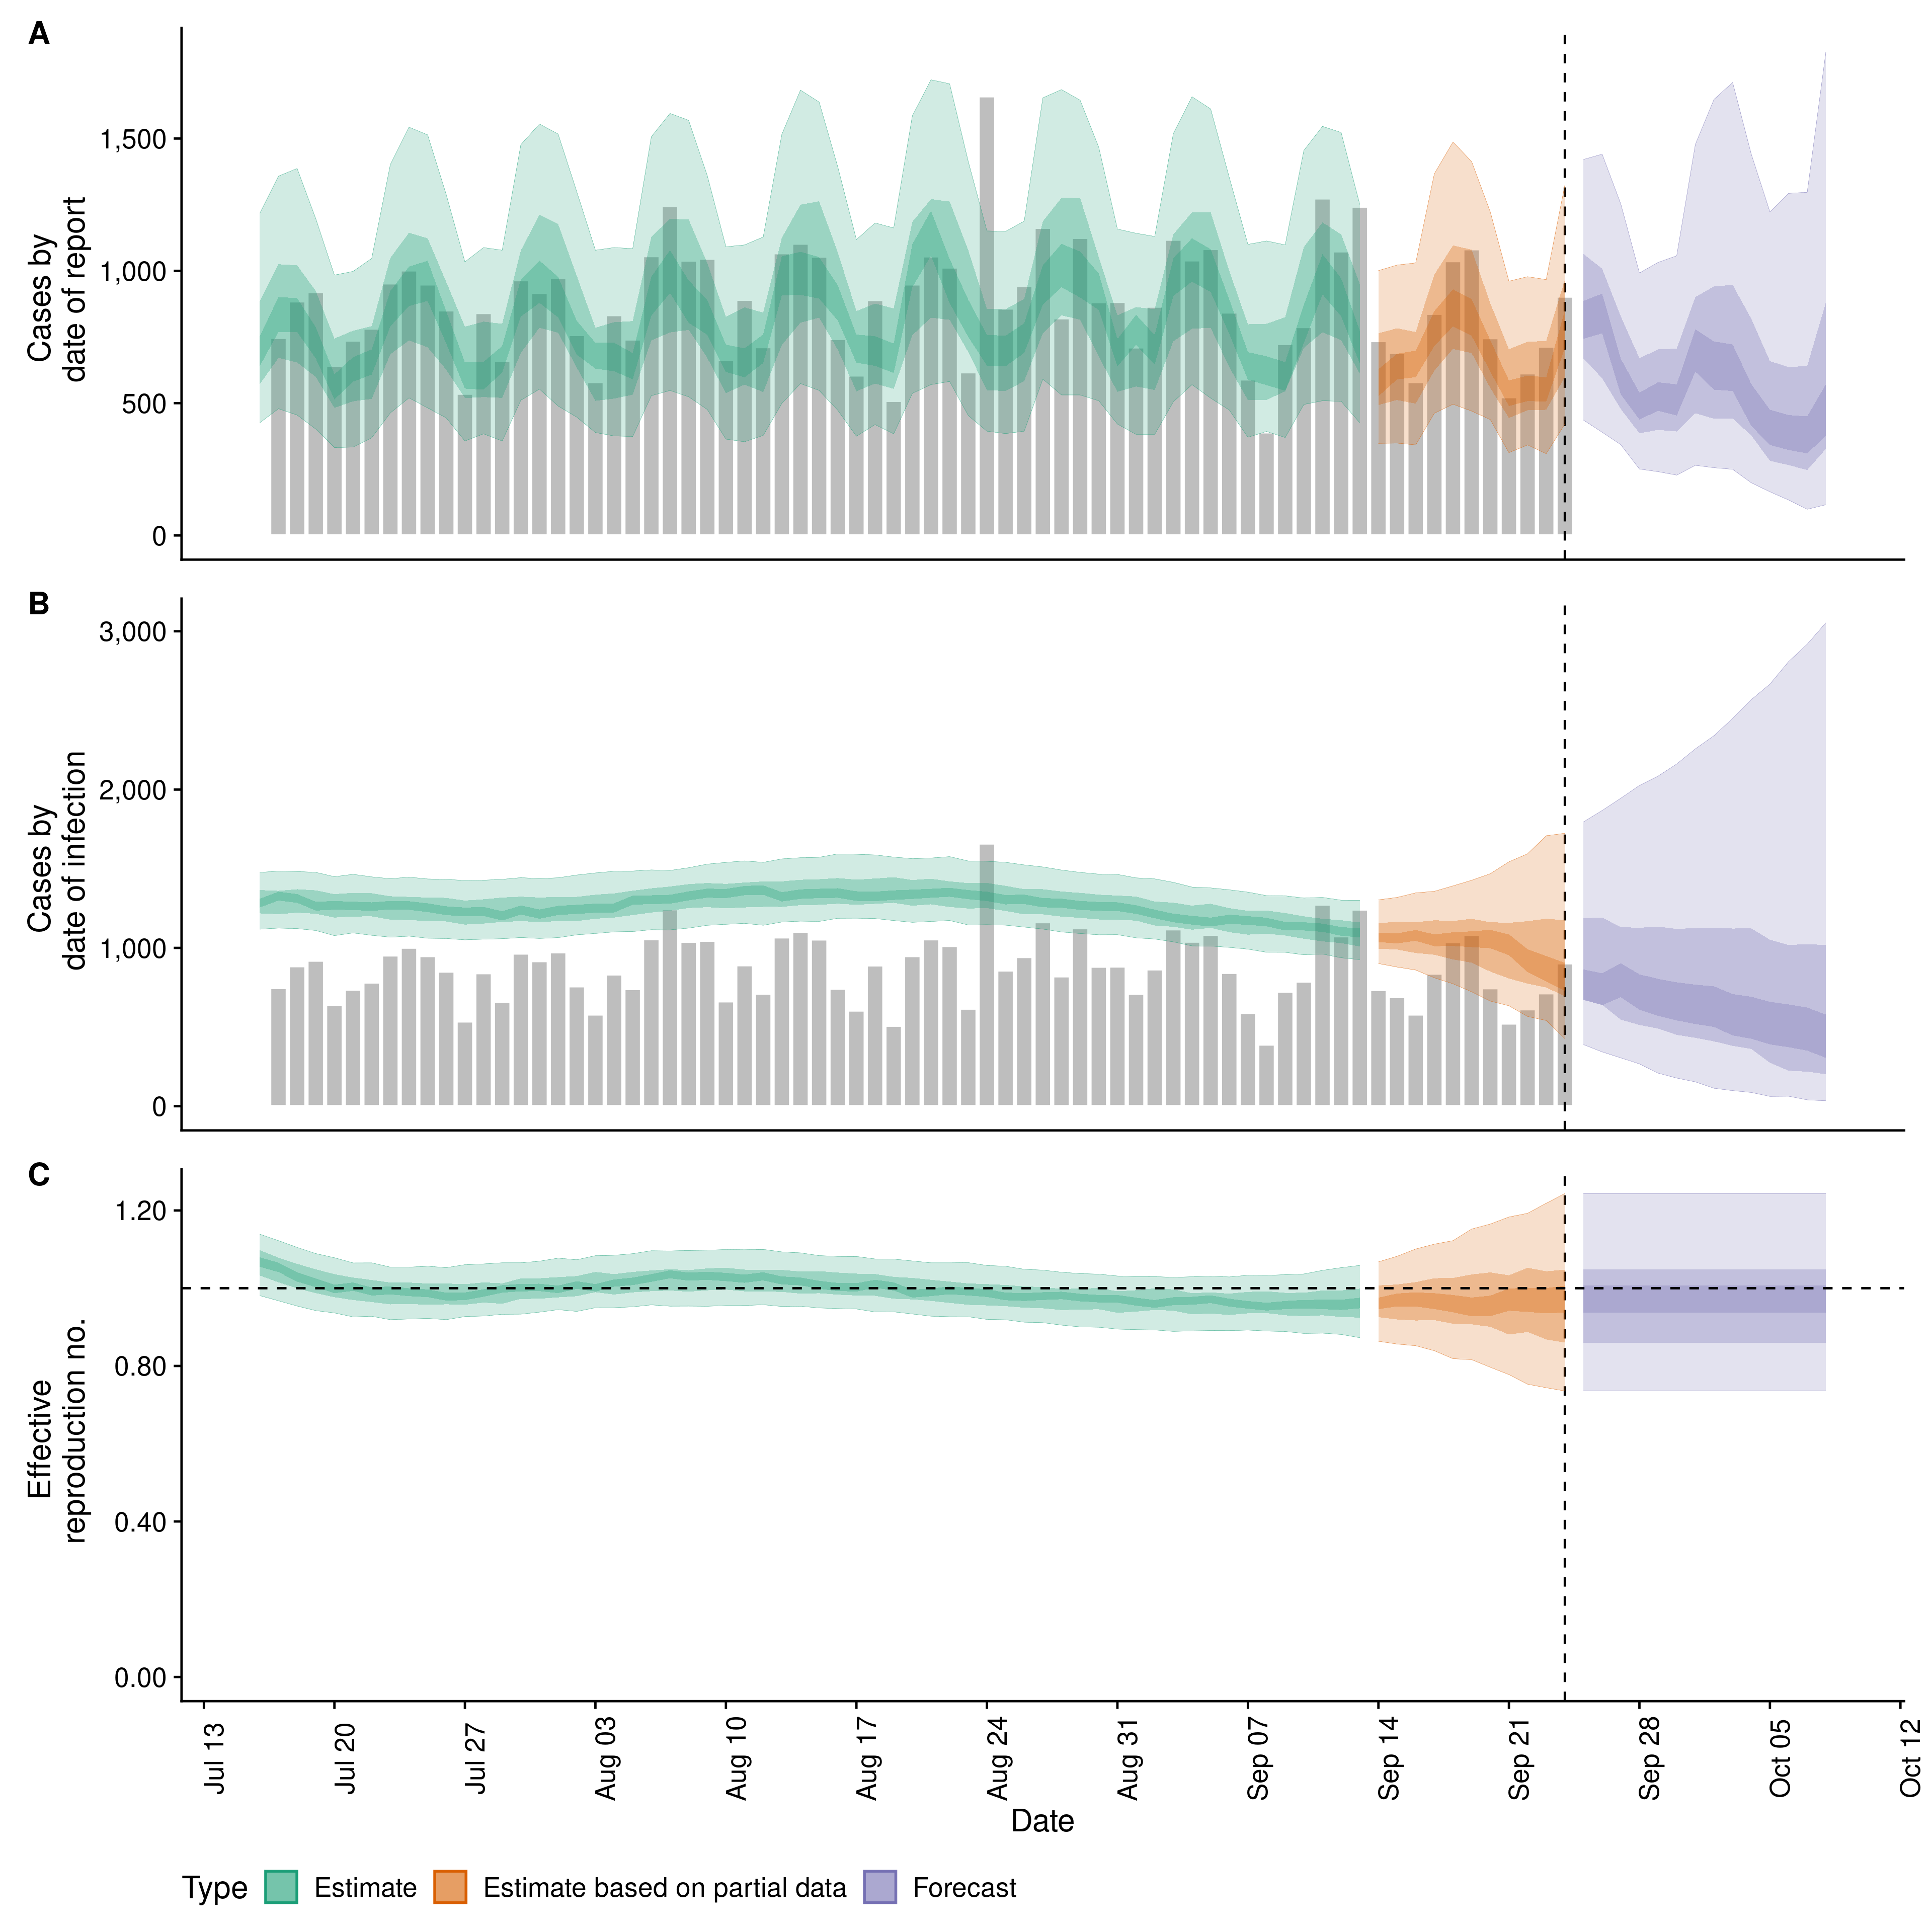 A
Cases by
date of report
1,500
1,000
500
0
B
Cases by
date of infection
3,000
2,000
1,000
0
C
Effective
reproduction no.
1.20
0.80
0.40
0.00
Jul 13
Jul 20
Jul 27
Aug 03
Aug 10
Aug 17
Aug 24
Aug 31
Sep 07
Sep 14
Sep 21
Sep 28
Oct 05
Oct 12
Date
Type Estimate Estimate based on partial data Forecast